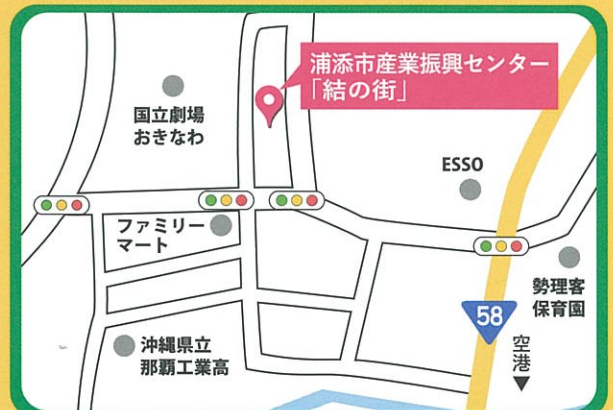 浦添市産業振興センター
「結の街」
国立劇場
おきなわ
ESSO
ファミリー
マート
勢理客
保育園
58
沖縄県立
那覇工業高
空港▼